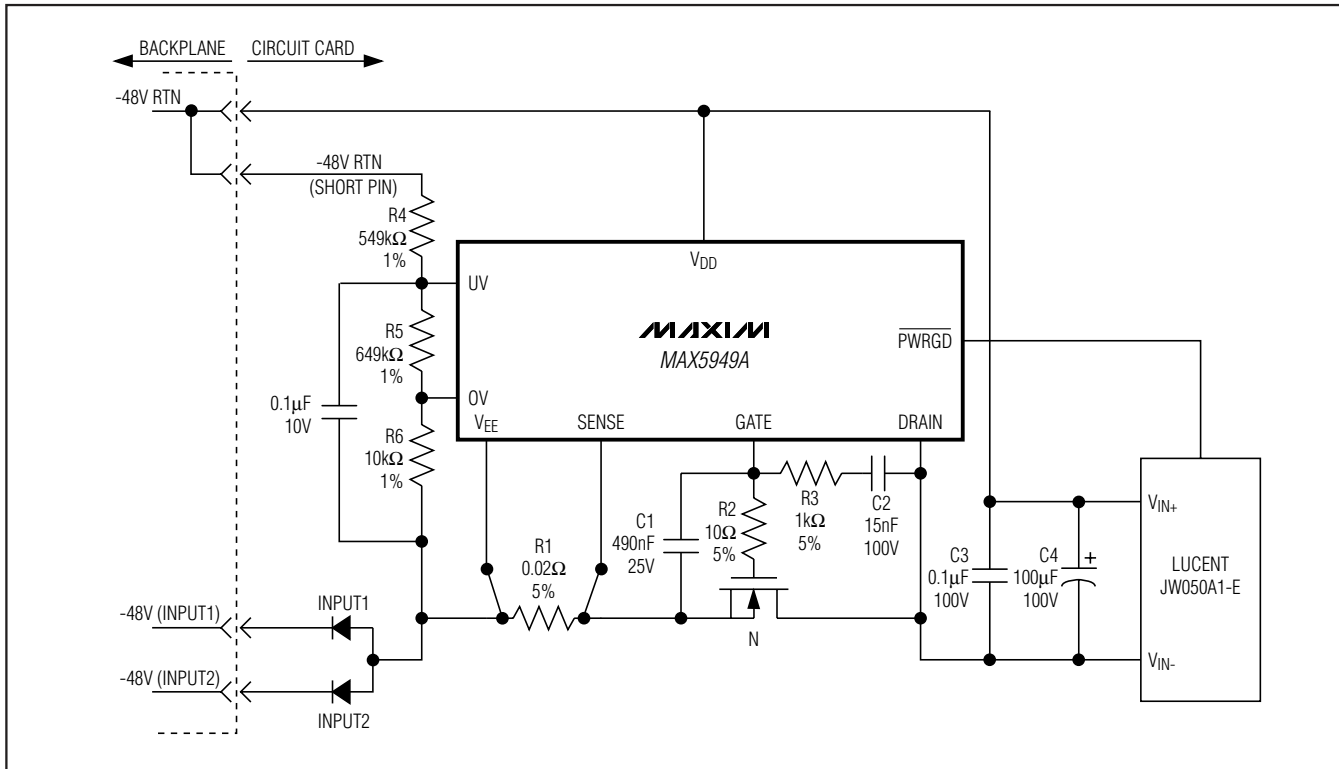 BACKPLANE CIRCUIT CARD
-48V RTN
-48V RTN
(SHORT PIN)
R4
549kΩ
1%
UV
VDD
R5
649kΩ
1%
MAXIM
MAX5949A
PWRGD
OV
0.1µF
10V
R6
10kΩ
1%
VEE
SENSE
GATE
DRAIN
R1
0.02Ω
5%
C1
490nF
25V
R2
10Ω
5%
R3
1kΩ
5%
C2
15nF
100V
C3
0.1µF
100V
C4
100µF
100V
+
VIN+
LUCENT
JW050A1-E
VIN-
N
-48V (INPUT1)
INPUT1
-48V (INPUT2)
INPUT2